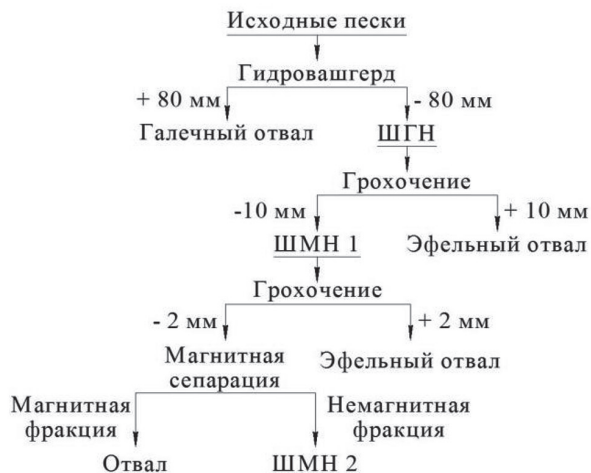 Исходные пески
Гидровашгерд
+ 80 мм
- 80 мм
Галечный отвал
ШГН
Грохочение
-10 мм
+ 10 мм
ШМН 1
Эфельный отвал
Грохочение
- 2 мм
+ 2 мм
Магнитная
сепарация
Эфельный отвал
Магнитная
фракция
Немагнитная
фракция
Отвал
ШМН 2